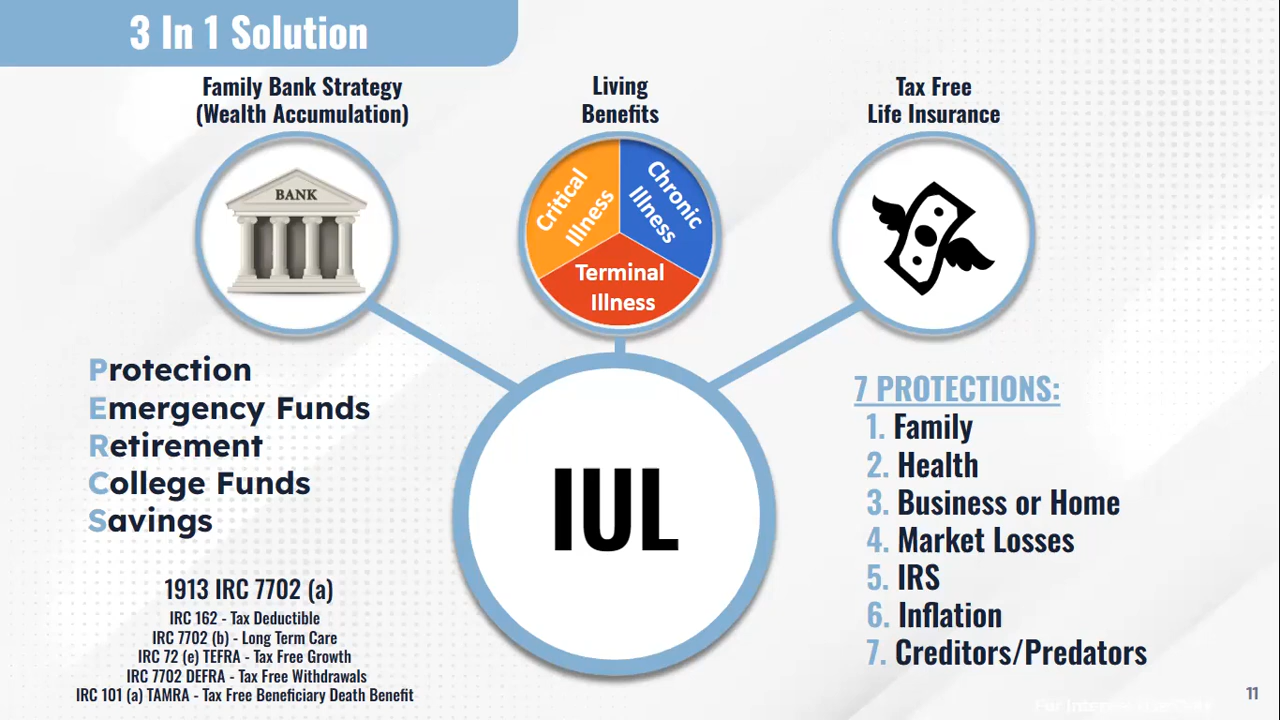 3 In 1 Solution
Family Bank Strategy
(Wealth Accumulation)
Living
Benefits
Tax Free
Life Insurance
BANK
Critical
Illness
Chronic
Illness
Terminal
Illness
Protection
Emergency Funds
Retirement
College Funds
Savings
1913 IRC 7702 (a)
IRC 162 - Tax Deductible
IRC 7702 (b) - Long Term Care
IRC 72 (e) TEFRA - Tax Free Growth
IRC 7702 DEFRA - Tax Free Withdrawals
IRC 101 (a) TAMRA - Tax Free Beneficiary Death Benefit
IUL
7 PROTECTIONS:
1. Family
2. Health
3. Business or Home
4. Market Losses
5. IRS
6. Inflation
7. Creditors/Predators
11